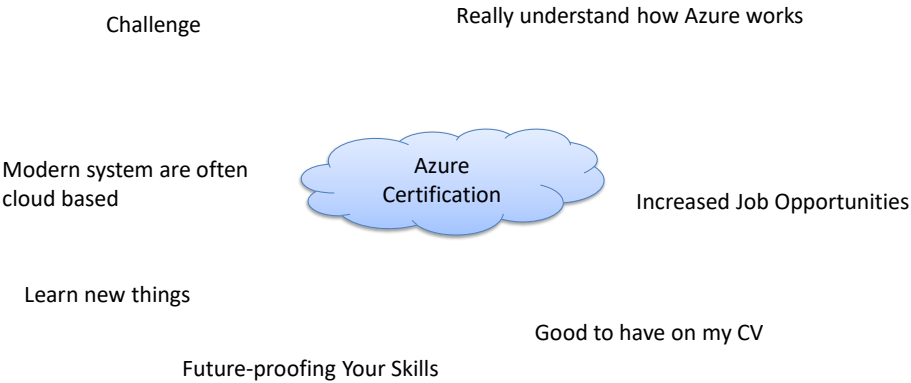 Challenge
Really understand how Azure works
Modern system are often
cloud based
Azure
Certification
Increased Job Opportunities
Learn new things
Good to have on my CV
Future-proofing Your Skills